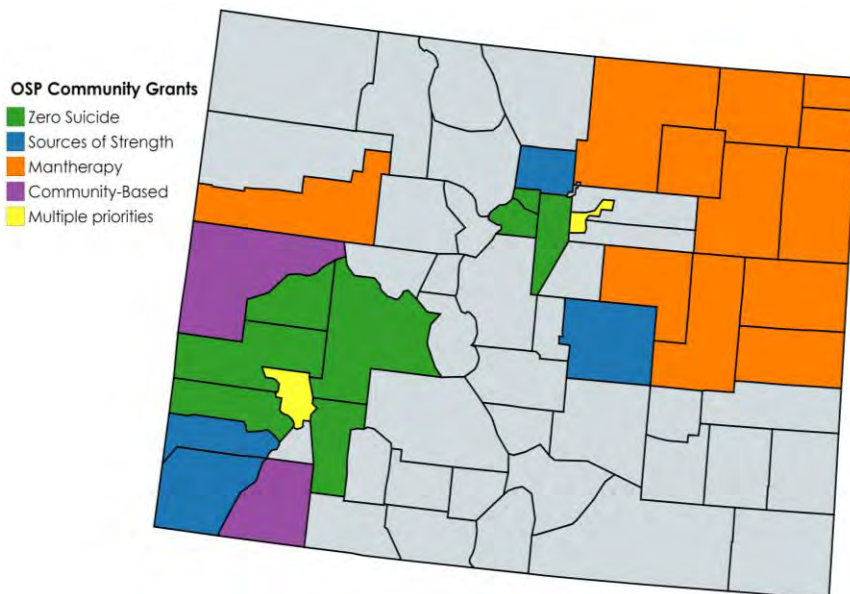 OSP Community Grants
Zero Suicide
Sources of Strength
Mantherapy
Community-Based
Multiple priorities